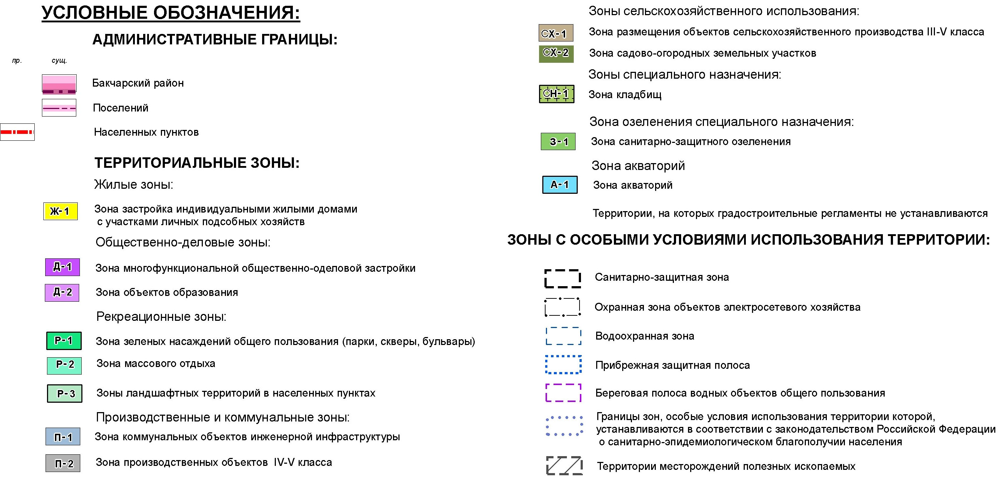 УСЛОВНЫЕ ОБОЗНАЧЕНИЯ:
АДМИНИСТРАТИВНЫЕ ГРАНИЦЫ:
пр. сущ.
Бакчарский район
Поселений
Населенных пунктов
ТЕРРИТОРИАЛЬНЫЕ ЗОНЫ:
Жилые зоны:
Ж-1 Зона застройка индивидуальными жилыми домами
с участками личных подсобных хозяйств
Общественно-деловые зоны:
Д-1 Зона многофункциональной общественно-оделовой застройки
Д-2 Зона объектов образования
Рекреационные зоны:
Р-1 Зона зеленых насаждений общего пользования (парки, скверы, бульвары)
Р-2 Зона массового отдыха
Р-3 Зоны ландшафтных территорий в населенных пунктах
Производственные и коммунальные зоны:
П-1 Зона коммунальных объектов инженерной инфраструктуры
П-2 Зона производственных объектов IV-V класса
Зоны сельскохозяйственного использования:
СХ-1 Зона размещения объектов сельскохозяйственного производства III-V класса
СХ-2 Зона садово-огородных земельных участков
Зоны специального назначения:
СН-1 Зона кладбищ
Зона озеленения специального назначения:
З-1 Зона санитарно-защитного озеленения
Зона акваторий
А-1 Зона акваторий
Территории, на которых градостроительные регламенты не устанавливаются
ЗОНЫ С ОСОБЫМИ УСЛОВИЯМИ ИСПОЛЬЗОВАНИЯ ТЕРРИТОРИИ:
Санитарно-защитная зона
Охранная зона объектов электросетевого хозяйства
Водоохранная зона
Прибрежная защитная полоса
Береговая полоса водных объектов общего пользования
Границы зон, особые условия использования территории которой,
устанавливаются в соответствии с законодательством Российской Федерации
о санитарно-эпидемиологическом благополучии населения
Территории месторождений полезных ископаемых